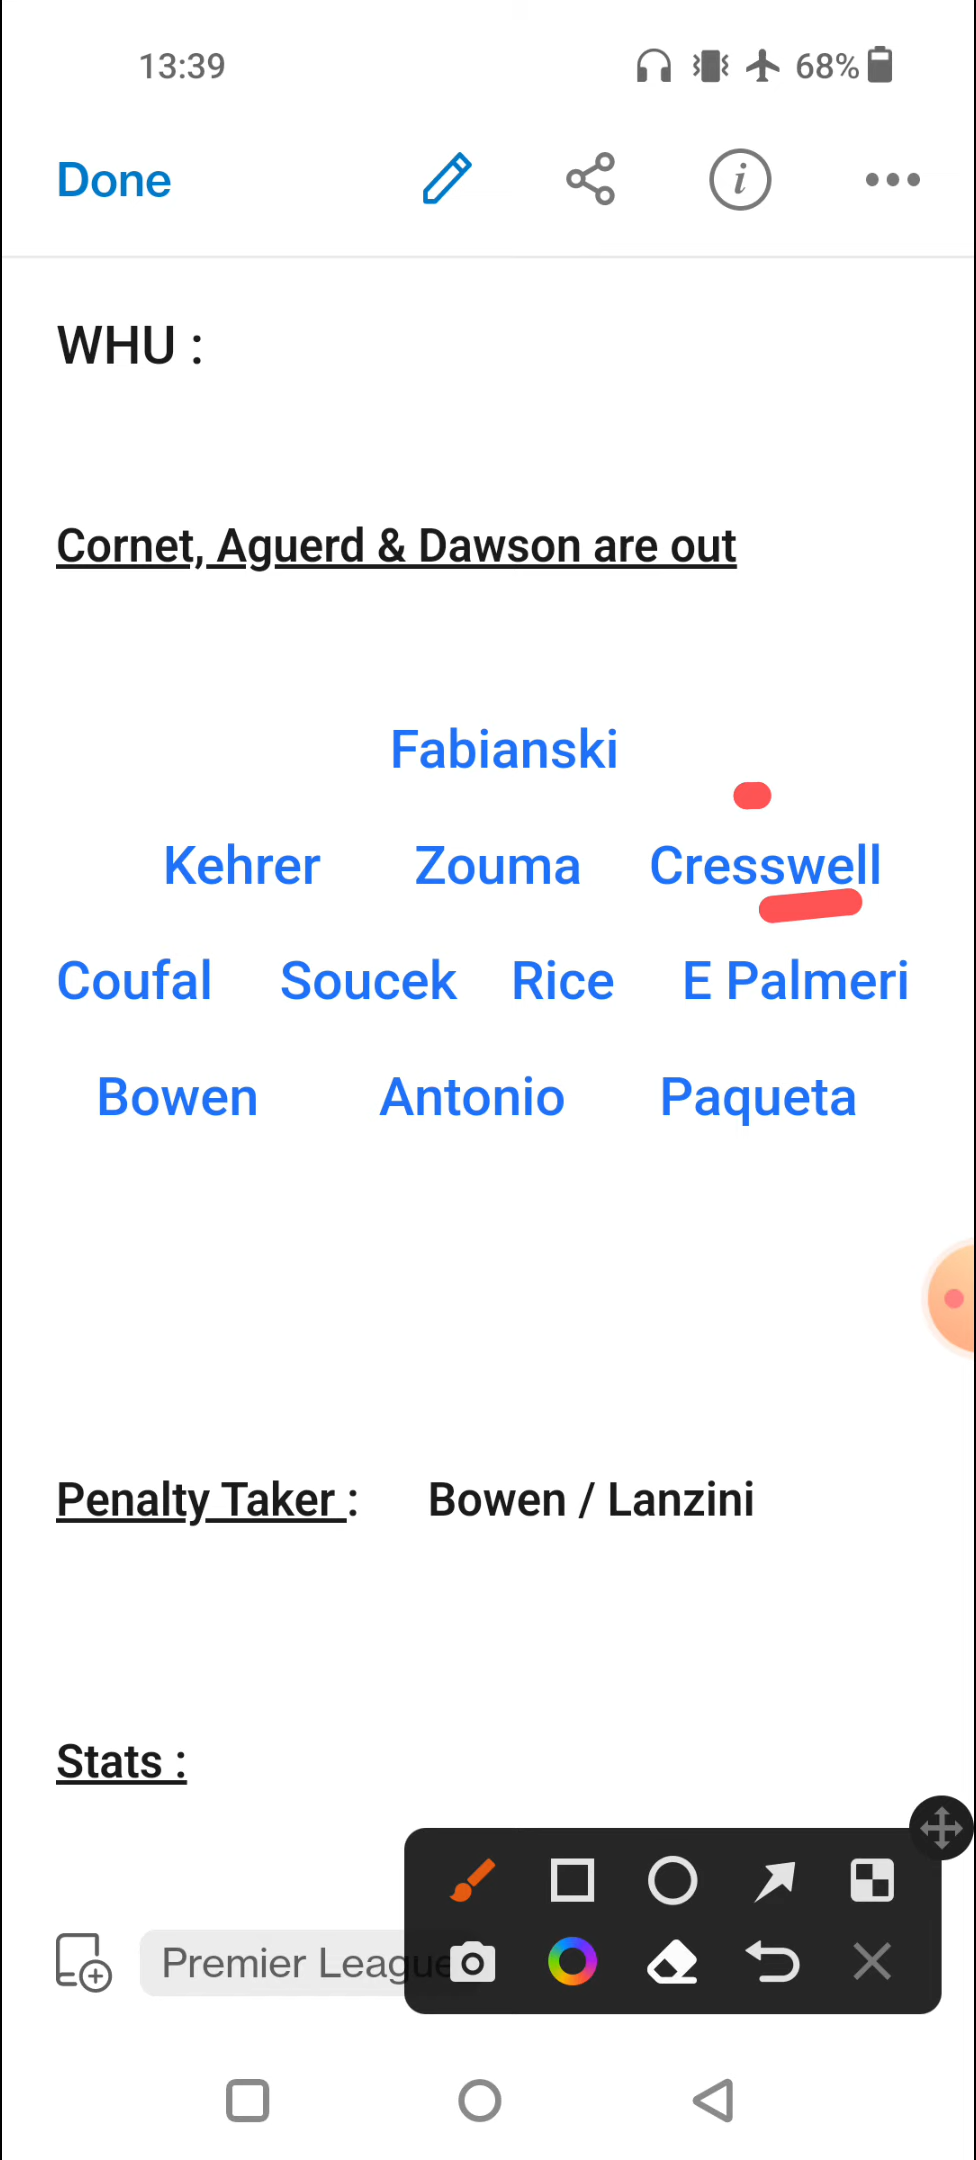 13:39 68%
Done
WHU :
Cornet, Aguerd & Dawson are out
Fabianski
Kehrer Zouma Cresswell
Coufal Soucek Rice E Palmeri
Bowen Antonio Paqueta
Penalty Taker : Bowen / Lanzini
Stats :
Premier League